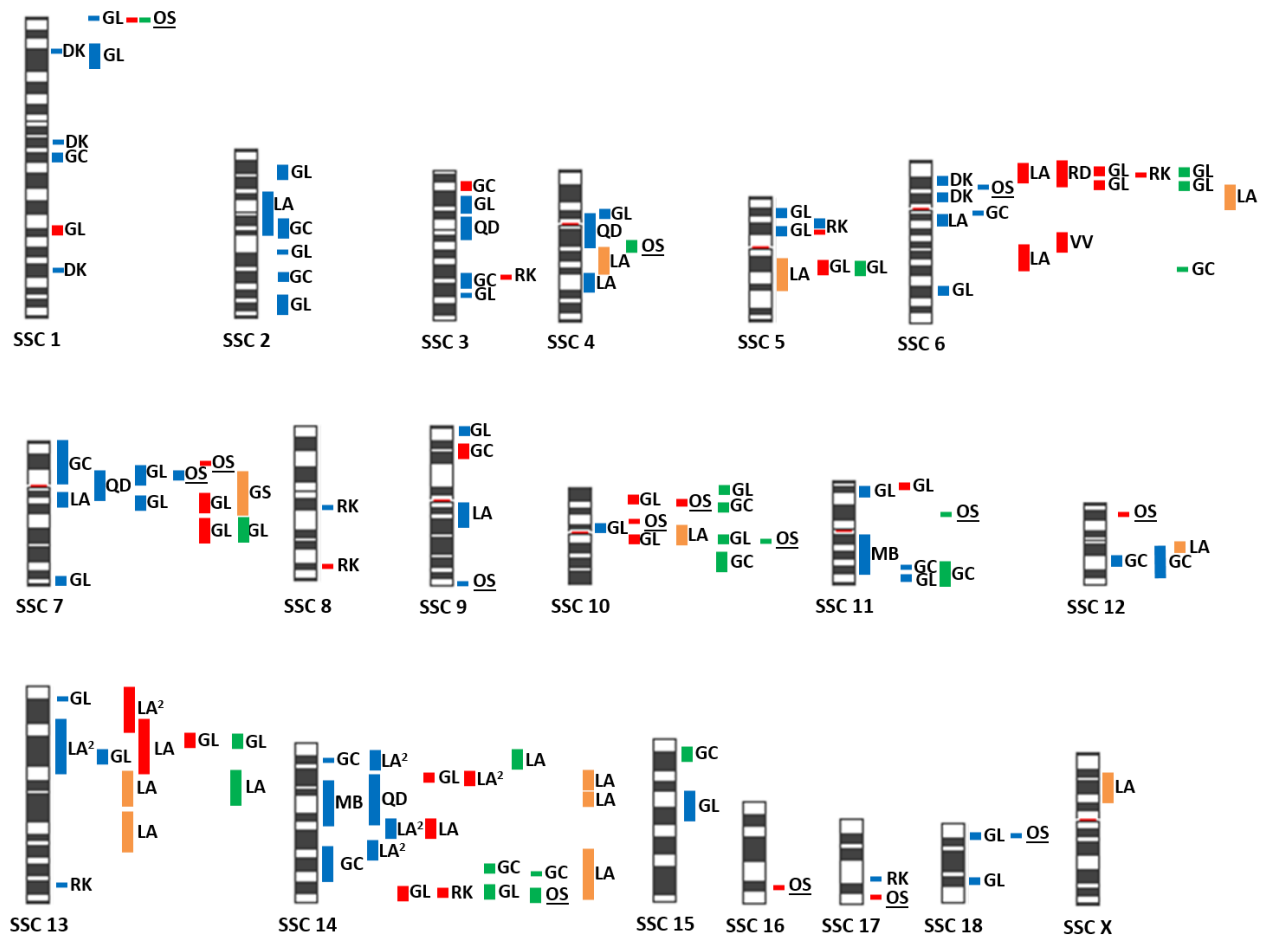 GL OS
DK GL
DK
GC
GL
DK
SSC 1
GL
LA
GC
GL
GC
GL
SSC 2
GC
GL
QD
GC RK
GL
SSC 3
GL
QD
OS
LA
LA
SSC 4
GL
GL RK
LA GL GL
SSC 5
DK OS LA RD GL RK GL
DK GL GL LA
LA GC
LA VV
GC
GL
SSC 6
GC QD GL OS OS
LA GL GL GS
GL GL
GL
SSC 7
RK
RK
SSC 8
GL
GC
LA
OS
SSC 9
GL OS GL
GC
GL OS LA
GL GL OS
GC
SSC 10
GL GL
OS
MB
GC GC
GL
SSC 11
OS
GC GC LA
SSC 12
GL LA²
LA² GL LA GL GL
LA LA
LA
RK
SSC 13
GC LA² LA
MB QD GL LA² LA
LA
LA² LA
GC LA²
GC GC LA
GL RK GL OS
SSC 14
GC
GL
SSC 15
OS
SSC 16
RK
OS
SSC 17
GL OS
GL
SSC 18
LA
SSC X